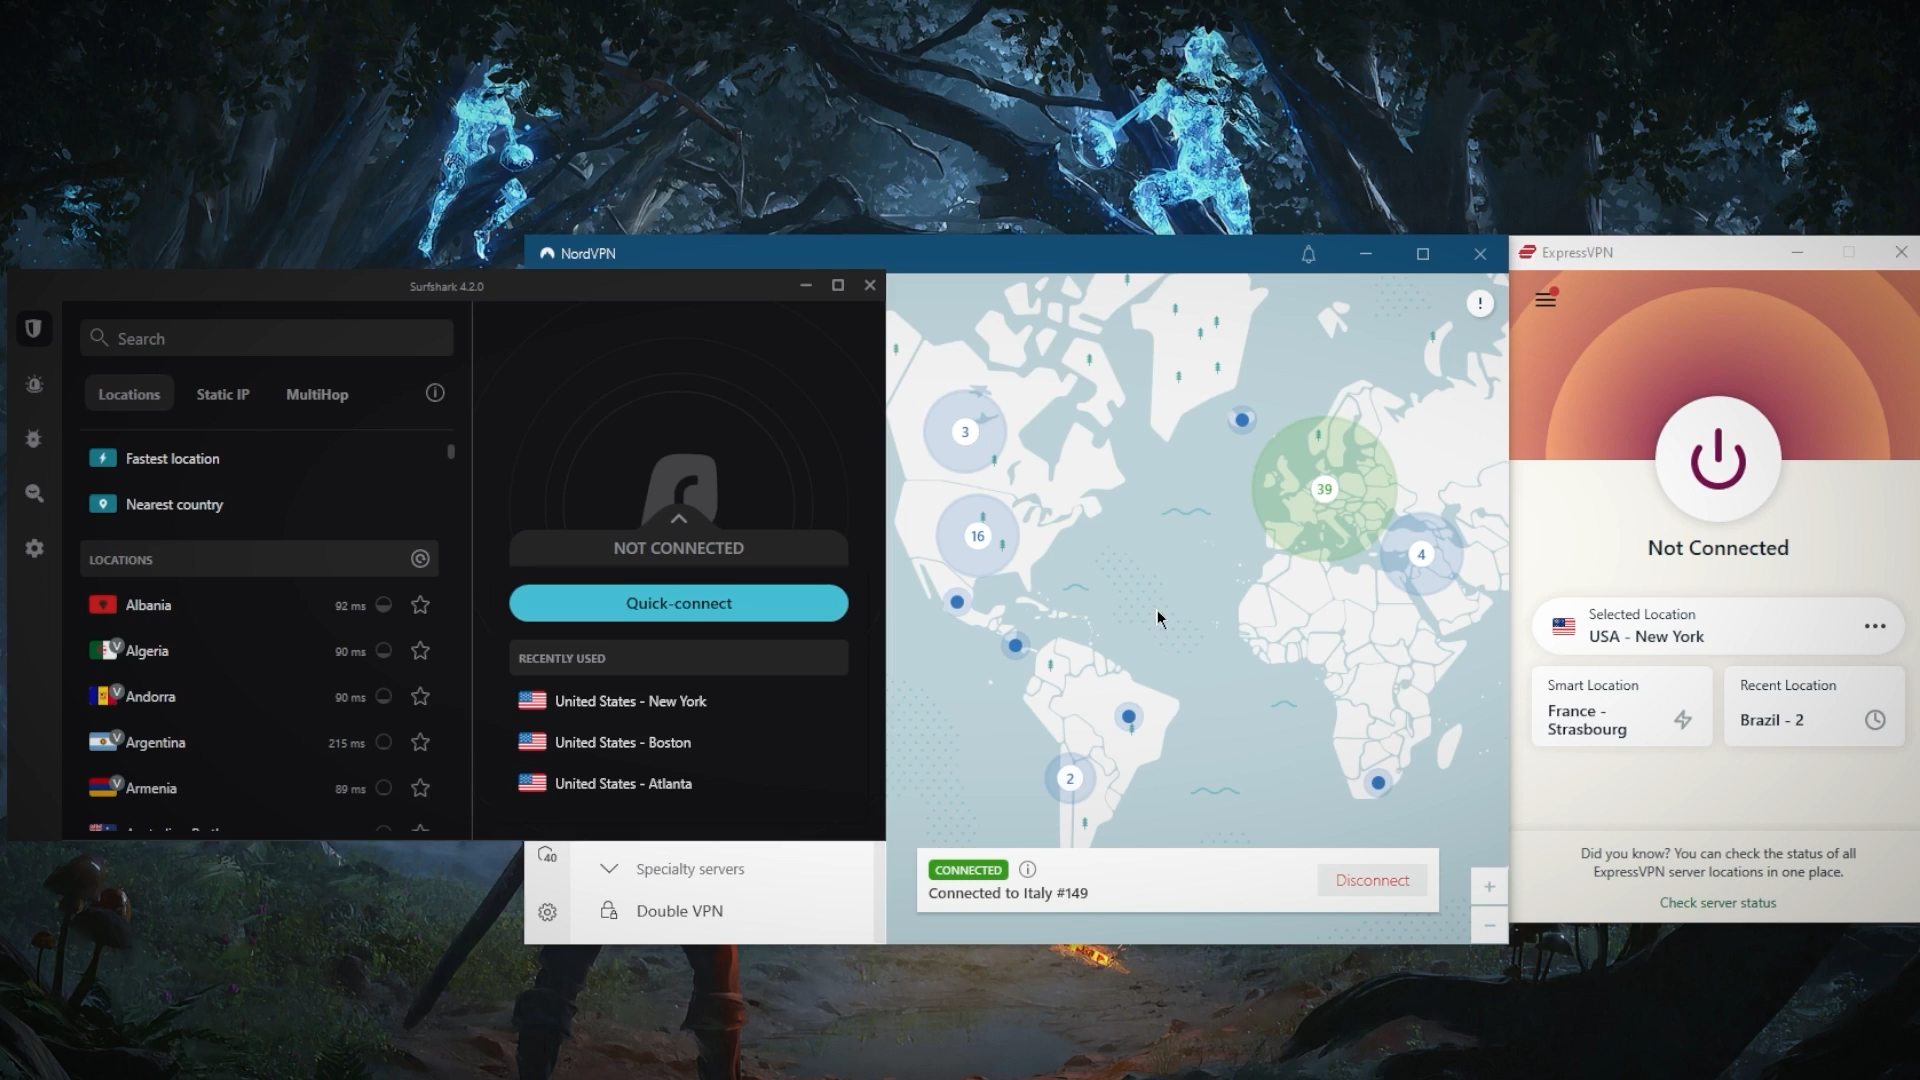 NordVPN
ExpressVPN
Surfshark 4.2.0
Search
Locations
Static IP
MultiHop
Fastest location
Nearest country
LOCATIONS
Albania
92 ms
Algeria
90 ms
Andorra
90 ms
Argentina
215 ms
Armenia
89 ms
NOT CONNECTED
Quick-connect
RECENTLY USED
United States - New York
United States - Boston
United States - Atlanta
40
Specialty servers
Double VPN
3
16
39
4
2
!
CONNECTED
Connected to Italy #149
Disconnect
Not Connected
Selected Location
USA - New York
Smart Location
France -
Strasbourg
Recent Location
Brazil - 2
Did you know? You can check the status of all
ExpressVPN server locations in one place.
Check server status